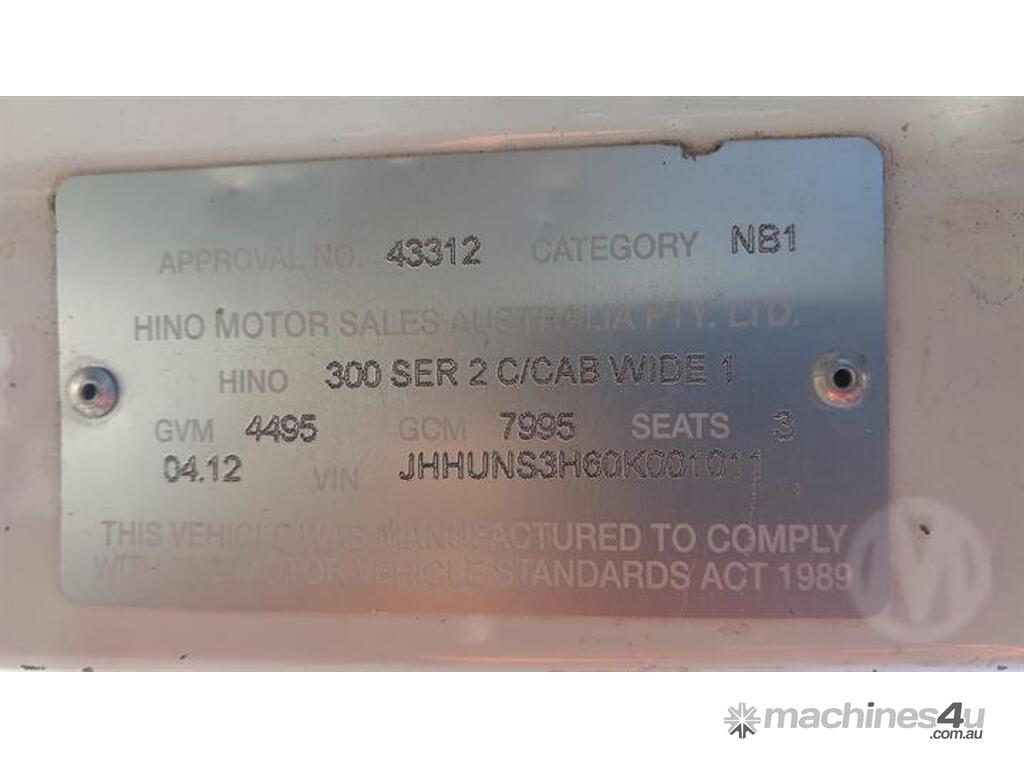 APPROVAL NO. 43312 CATEGORY NB1
HINO MOTOR SALES AUSTRALIA PTY. LTD.
HINO 300 SER 2 C/CAB WIDE 1
GVM 4495 GCM 7995 SEATS 3
04.12 VIN JHHUNS3H60K001011
THIS VEHICLE WAS MANUFACTURED TO COMPLY
WITH THE MOTOR VEHICLE STANDARDS ACT 1989
M
machines4u
.com.au